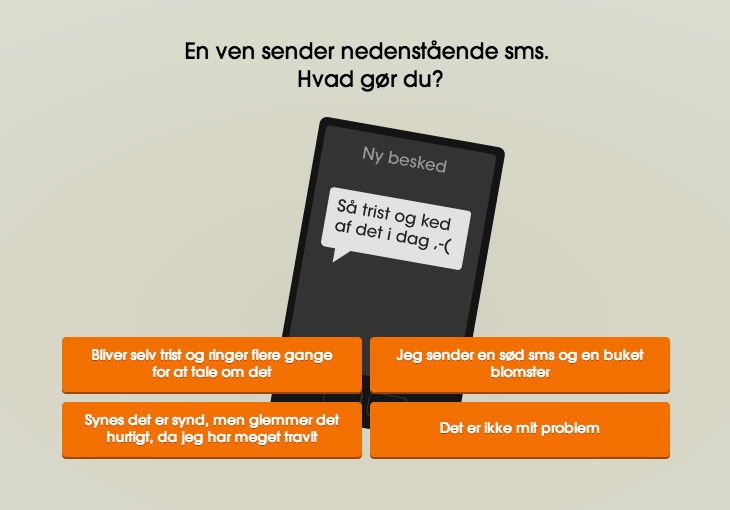 En ven sender nedenstående sms.
Hvad gør du?
Ny besked
Så trist og ked
af det i dag ,-(
Bliver selv trist og ringer flere gange
for at tale om det
Jeg sender en sød sms og en buket
blomster
Synes det er synd, men glemmer det
hurtigt, da jeg har meget travlt
Det er ikke mit problem